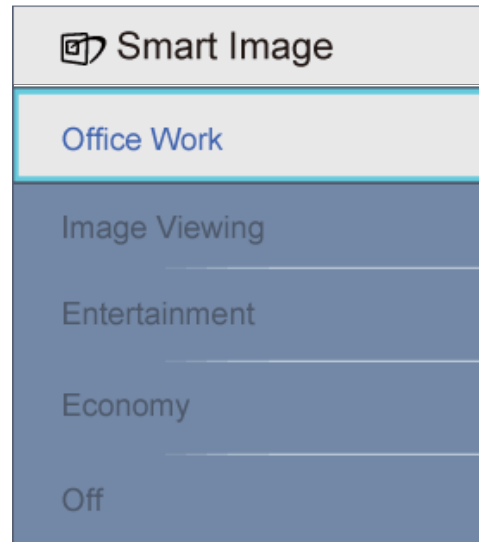 Smart Image
Office Work
Image Viewing
Entertainment
Economy
Off